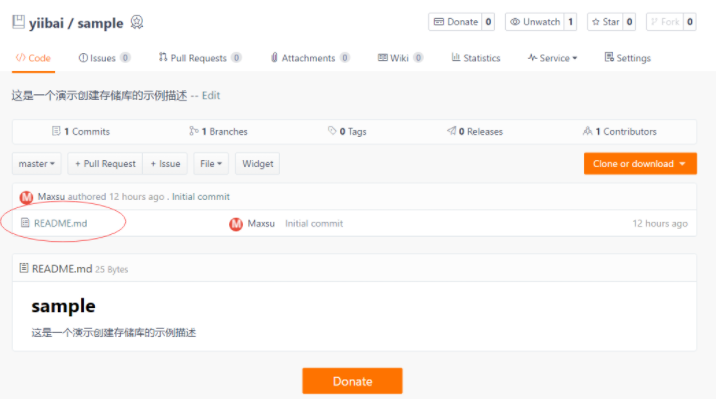 yiibai / sample Donate 0 Unwatch 1 Star 0 Fork 0
Code Issues 0 Pull Requests 0 Attachments 0 Wiki 0 Statistics Service Settings
这是一个演示创建存储库的示例描述 -- Edit
1 Commits 1 Branches 0 Tags 0 Releases 1 Contributors
master + Pull Request + Issue File Widget Clone or download
M Maxsu authored 12 hours ago . Initial commit
README.md M Maxsu Initial commit 12 hours ago
README.md 25 Bytes
sample
这是一个演示创建存储库的示例描述
Donate